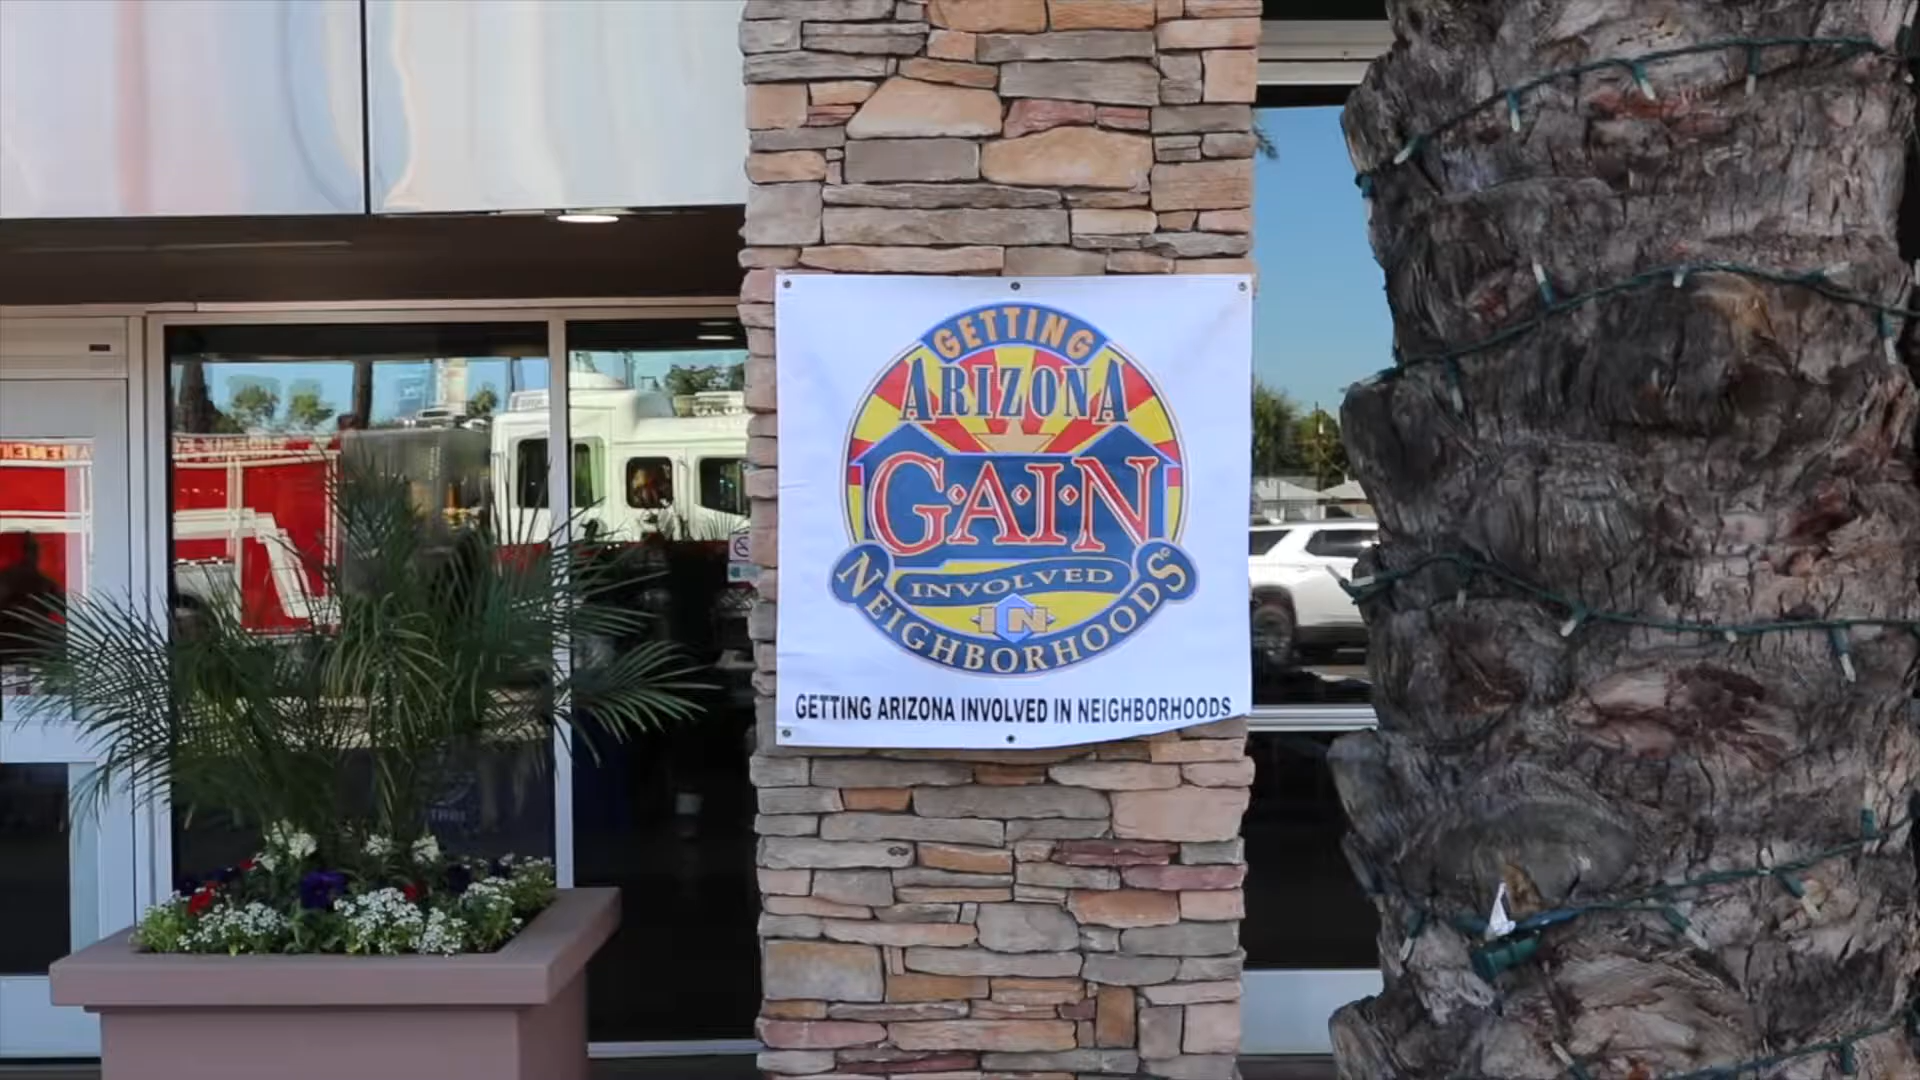 GETTING
ARIZONA
G·A·I·N
INVOLVED
IN
NEIGHBORHOODS
GETTING ARIZONA INVOLVED IN NEIGHBORHOODS